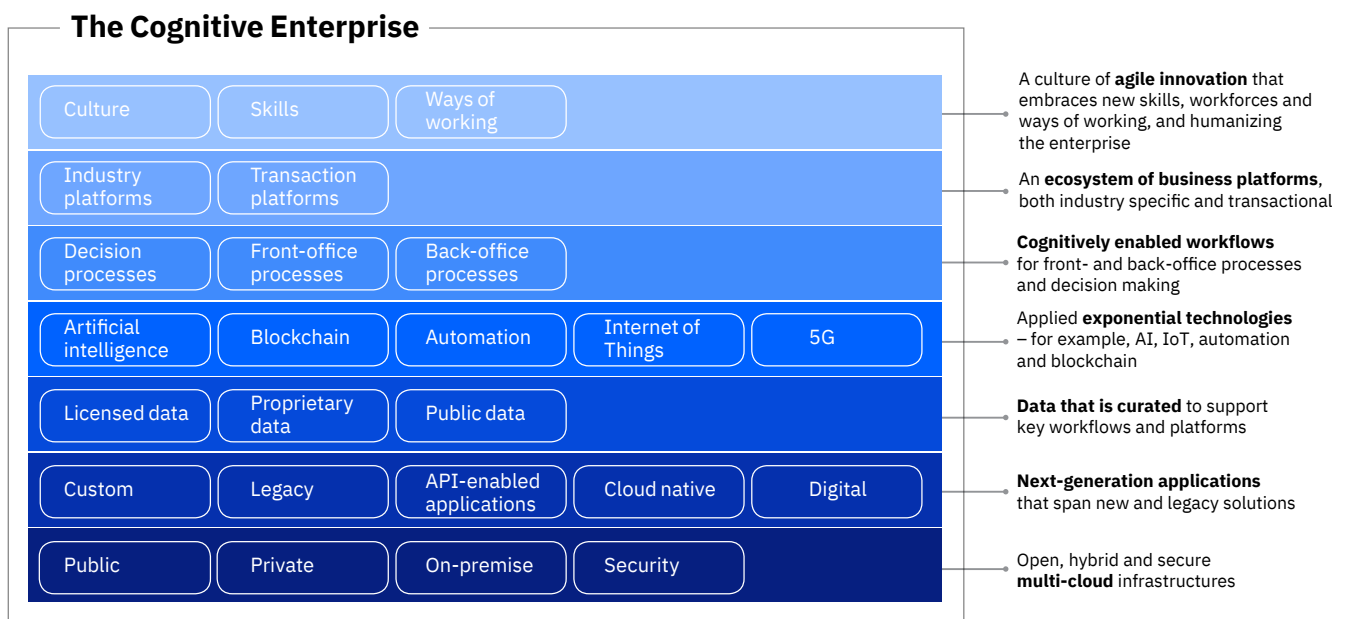 The Cognitive Enterprise
Culture
Skills
Ways of
working
A culture of agile innovation that
embraces new skills, workforces and
ways of working, and humanizing
the enterprise
Industry
platforms
Transaction
platforms
An ecosystem of business platforms,
both industry specific and transactional
Decision
processes
Front-office
processes
Back-office
processes
Cognitively enabled workflows
for front- and back-office processes
and decision making
Artificial
intelligence
Blockchain
Automation
Internet of
Things
5G
Applied exponential technologies
– for example, AI, IoT, automation
and blockchain
Licensed data
Proprietary
data
Public data
Data that is curated to support
key workflows and platforms
Custom
Legacy
API-enabled
applications
Cloud native
Digital
Next-generation applications
that span new and legacy solutions
Public
Private
On-premise
Security
Open, hybrid and secure
multi-cloud infrastructures